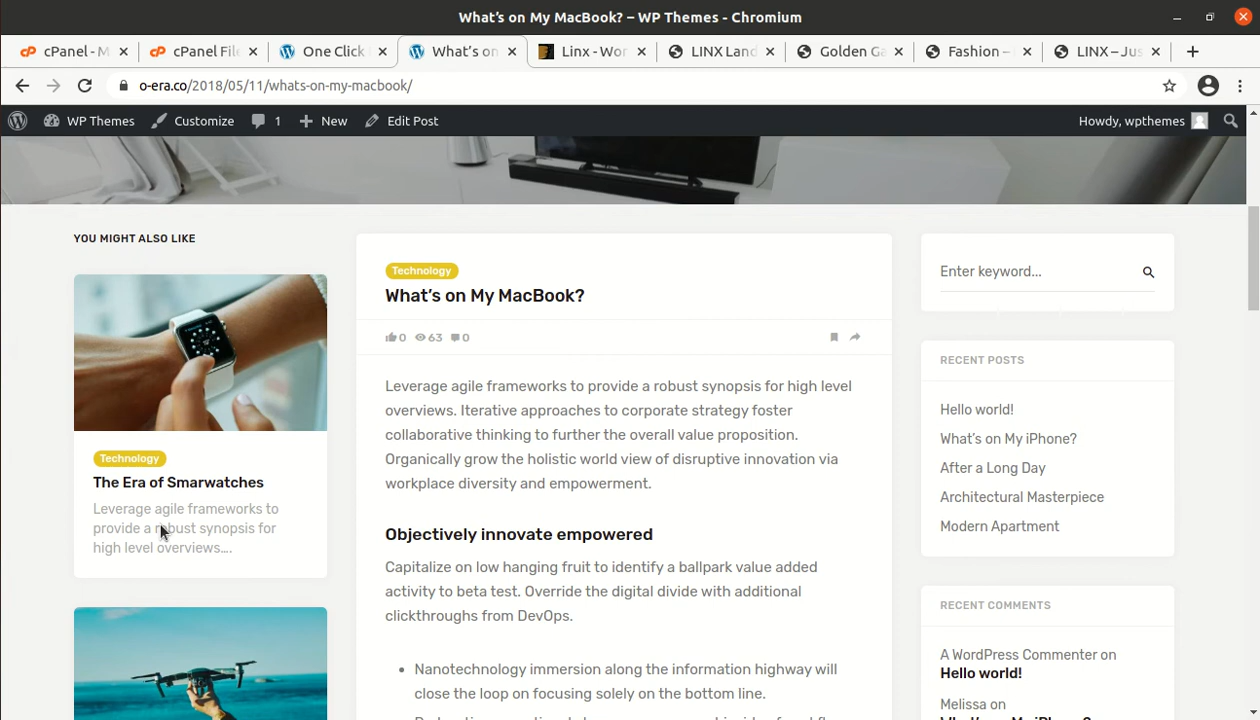 What's on My MacBook? – WP Themes - Chromium
cPanel - M
cPanel File
One Click I
What's on
Linx - Wor
LINX Land
Golden Ga
Fashion –
LINX – Jus
o-era.co/2018/05/11/whats-on-my-macbook/
WP Themes
Customize
1
New
Edit Post
Howdy, wpthemes
YOU MIGHT ALSO LIKE
Technology
The Era of Smarwatches
Leverage agile frameworks to
provide a robust synopsis for
high level overviews....
Technology
What's on My MacBook?
0 63 0
Leverage agile frameworks to provide a robust synopsis for high level
overviews. Iterative approaches to corporate strategy foster
collaborative thinking to further the overall value proposition.
Organically grow the holistic world view of disruptive innovation via
workplace diversity and empowerment.
Objectively innovate empowered
Capitalize on low hanging fruit to identify a ballpark value added
activity to beta test. Override the digital divide with additional
clickthroughs from DevOps.
Nanotechnology immersion along the information highway will
close the loop on focusing solely on the bottom line.
Enter keyword...
RECENT POSTS
Hello world!
What's on My iPhone?
After a Long Day
Architectural Masterpiece
Modern Apartment
RECENT COMMENTS
A WordPress Commenter on
Hello world!
Melissa on